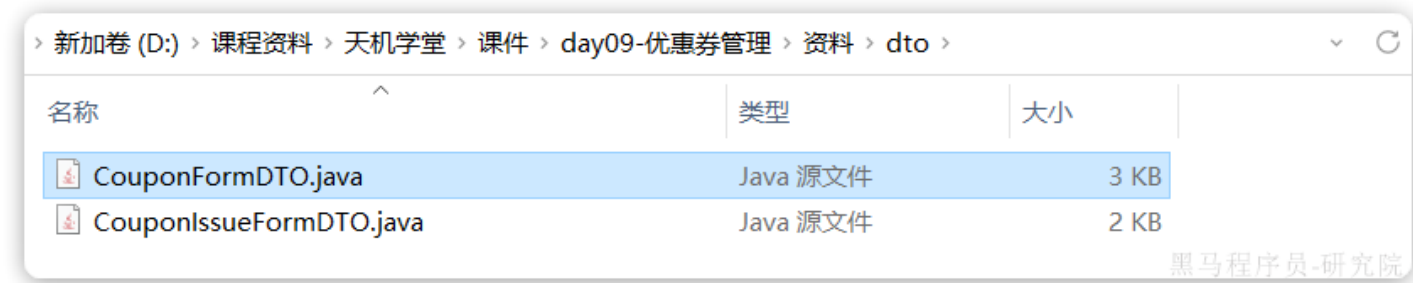 › 新加卷 (D:) › 课程资料 › 天机学堂 › 课件 › day09-优惠券管理 › 资料 › dto ›
名称 类型 大小
CouponFormDTO.java Java 源文件 3 KB
CouponIssueFormDTO.java Java 源文件 2 KB
黑马程序员-研究院